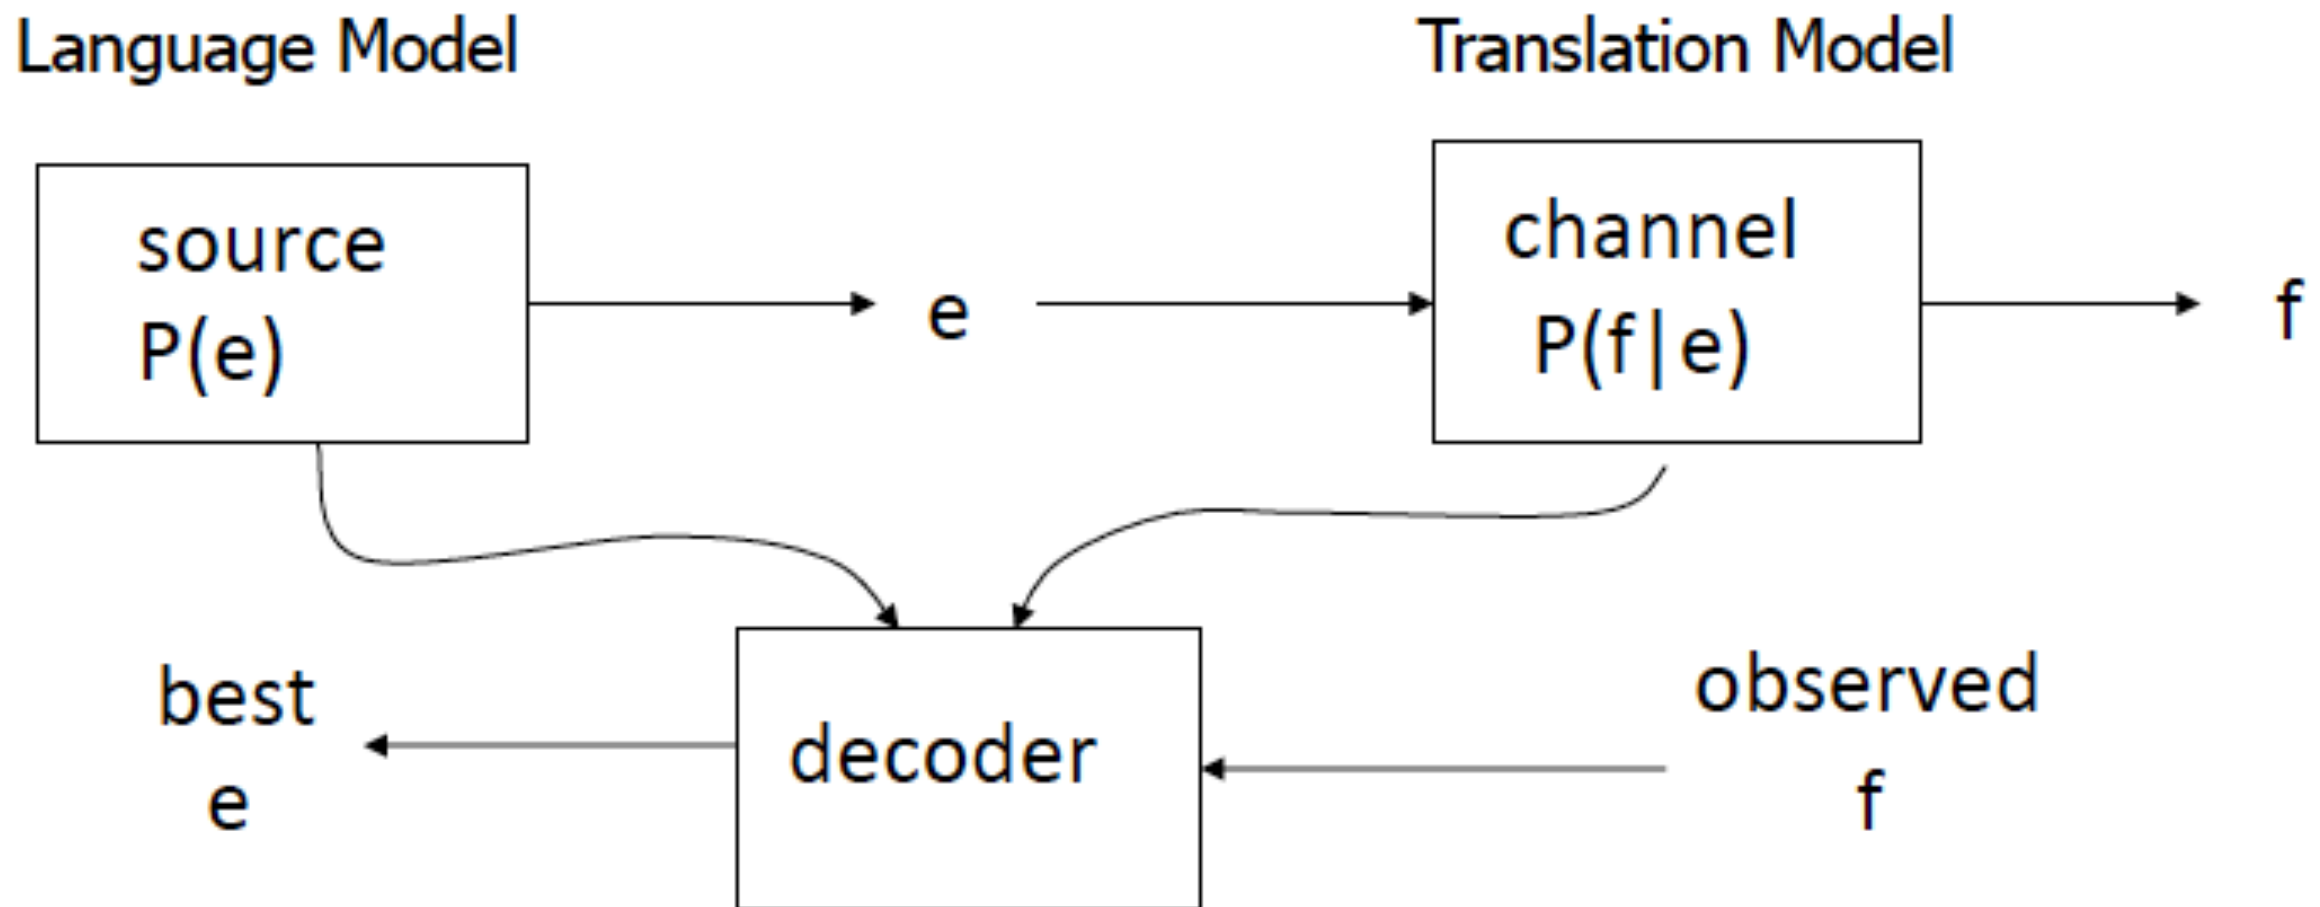 Language Model
Translation Model
source
P(e)
e
channel
P(f|e)
f
best
e
decoder
observed
f